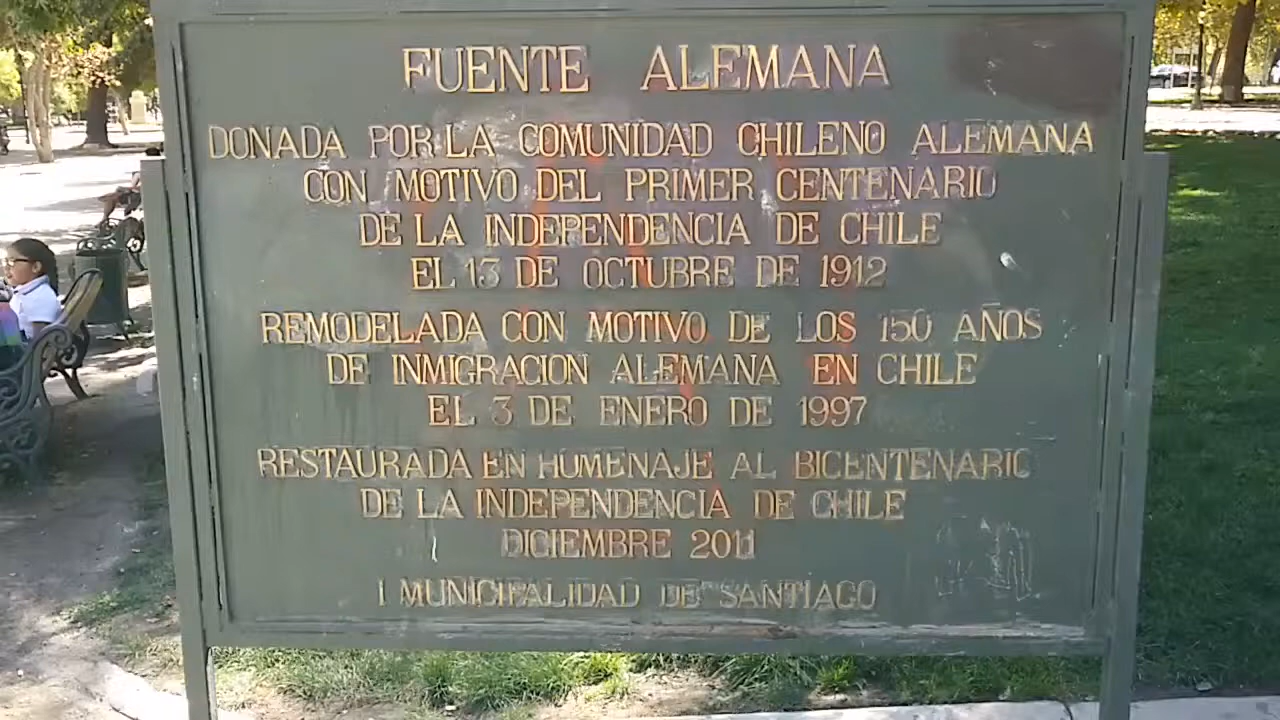 FUENTE ALEMANA
DONADA POR LA COMUNIDAD CHILENO ALEMANA
CON MOTIVO DEL PRIMER CENTENARIO
DE LA INDEPENDENCIA DE CHILE
EL 13 DE OCTUBRE DE 1912
REMODELADA CON MOTIVO DE LOS 150 AÑOS
DE INMIGRACION ALEMANA EN CHILE
EL 3 DE ENERO DE 1997
RESTAURADA EN HOMENAJE AL BICENTENARIO
DE LA INDEPENDENCIA DE CHILE
DICIEMBRE 2011
I MUNICIPALIDAD DE SANTIAGO